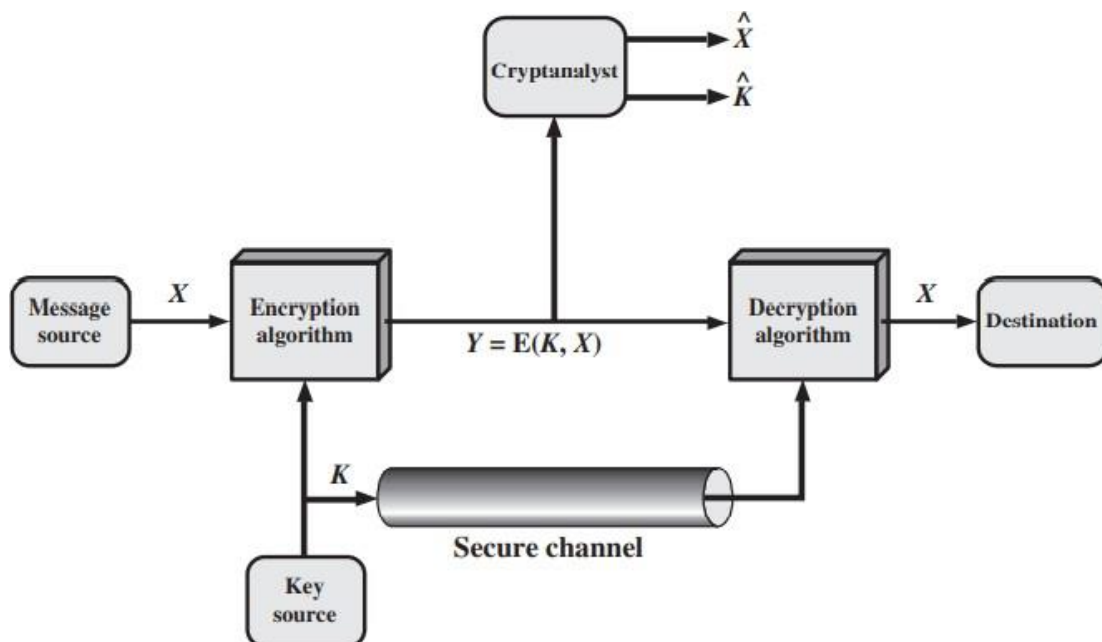 X̂
Cryptanalyst
K̂
Message
source
X
Encryption
algorithm
Y = E(K, X)
Decryption
algorithm
X
Destination
K
Secure channel
Key
source